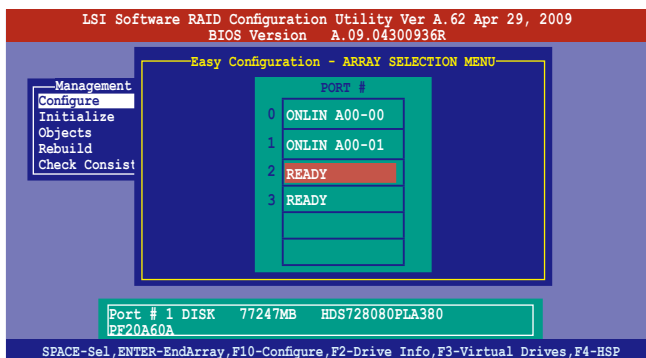 LSI Software RAID Configuration Utility Ver A.62 Apr 29, 2009
BIOS Version A.09.04300936R
Easy Configuration - ARRAY SELECTION MENU
Management
Configure
Initialize
Objects
Rebuild
Check Consist
PORT #
0 ONLIN A00-00
1 ONLIN A00-01
2 READY
3 READY
Port # 1 DISK 77247MB HDS728080PLA380
PF20A60A
SPACE-Sel,ENTER-EndArray,F10-Configure,F2-Drive Info,F3-Virtual Drives,F4-HSP